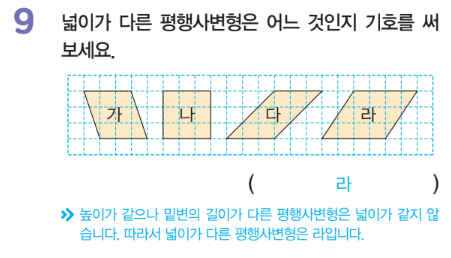 9 넓이가 다른 평행사변형은 어느 것인지 기호를 써
보세요.
가 나 다 라
( 라 )
» 높이가 같으나 밑변의 길이가 다른 평행사변형은 넓이가 같지 않
습니다. 따라서 넓이가 다른 평행사변형은 라입니다.